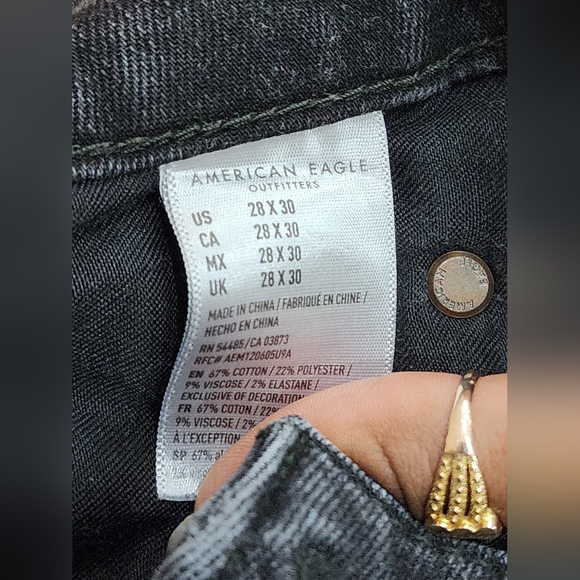 AMERICAN EAGLE
OUTFITTERS
US 28 X 30
CA 28 X 30
MX 28 X 30
UK 28 X 30
MADE IN CHINA / FABRIQUÉ EN CHINE /
HECHO EN CHINA
RN 54485/CA 03873
RFC# AEM120605U9A
EN 67% COTTON / 22% POLYESTER /
9% VISCOSE / 2% ELASTANE /
EXCLUSIVE OF DECORATION
FR 67% COTON / 22%
9% VISCOSE / 2%
À L'EXCEPTION
SP 67%
AMERICAN EAGLE